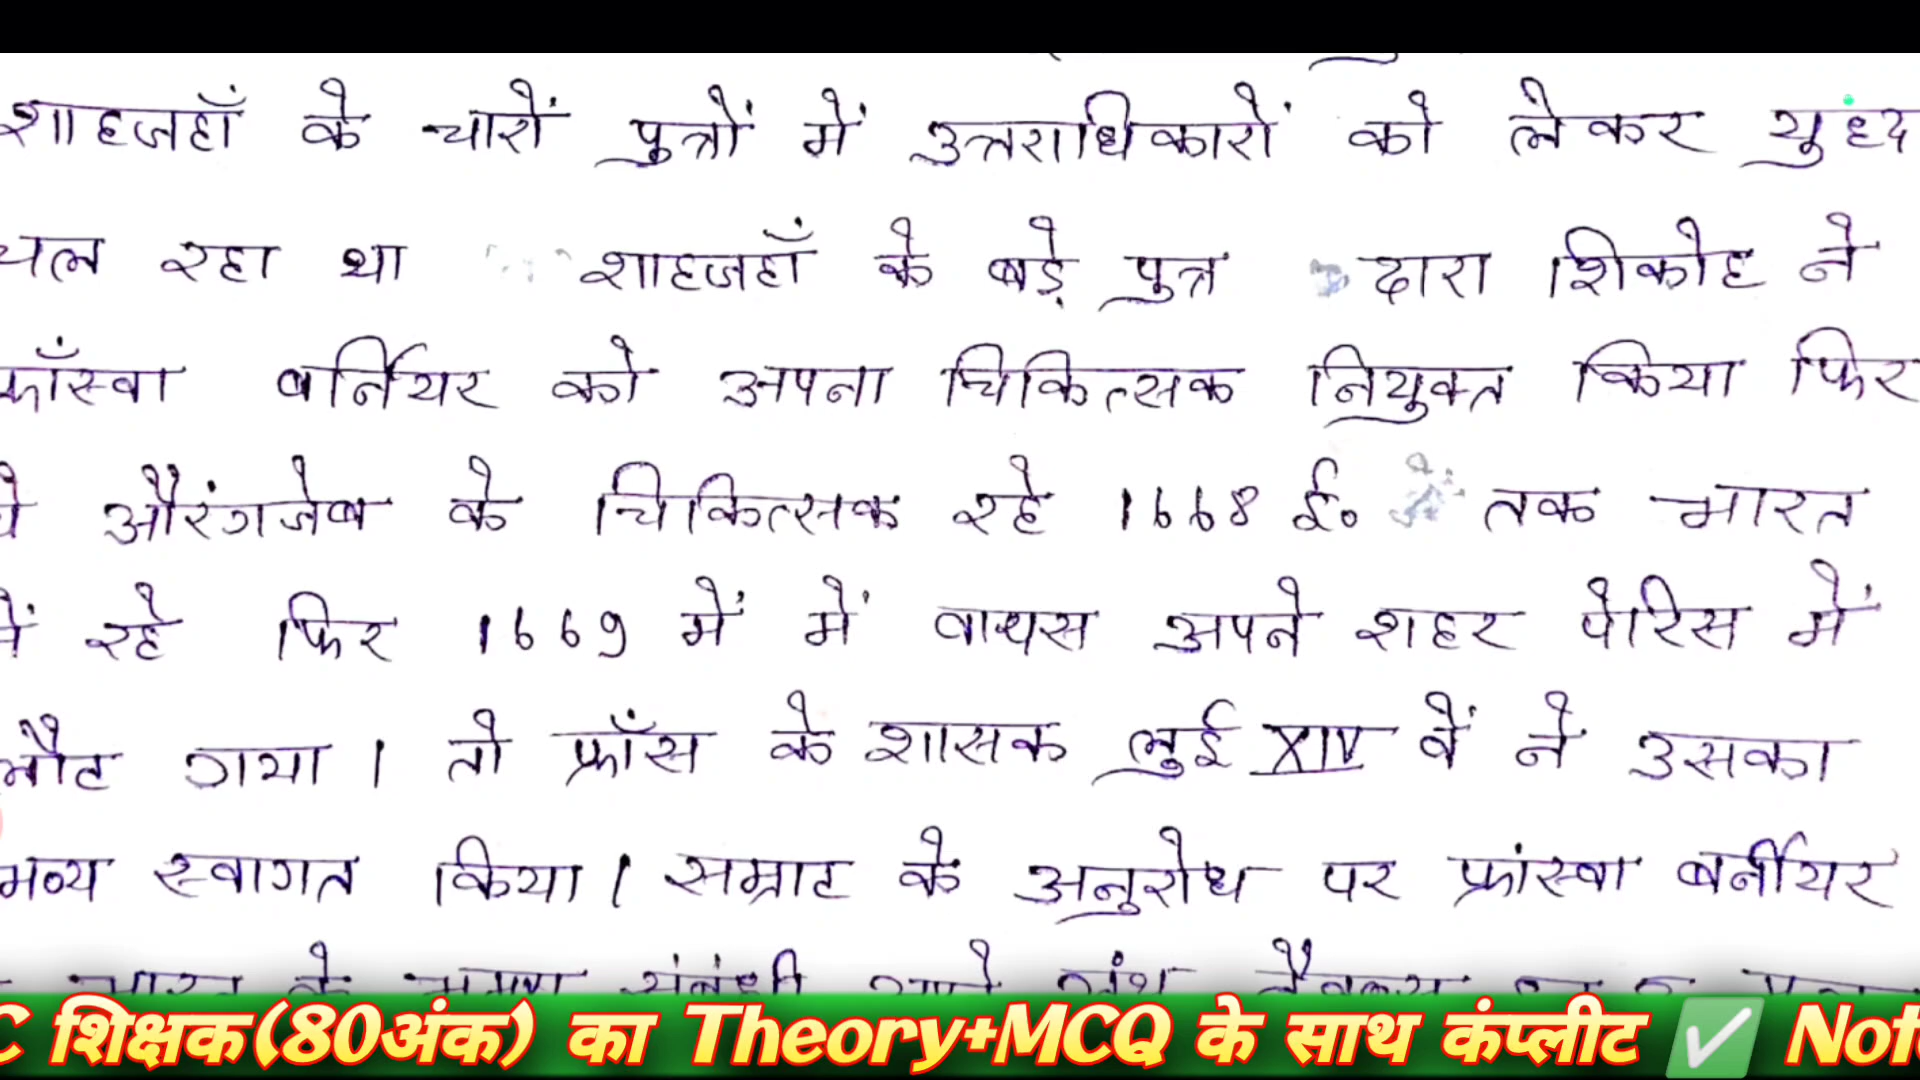 शाहजहाँ के चारों पुत्रों में उत्तराधिकारों को लेकर युध्द
चल रहा था शाहजहाँ के बड़े पुत्र दारा शिकोह ने
फ्राँस्वा बर्नियर को अपना चिकित्सक नियुक्त किया फिर
ये औरंगजेब के चिकित्सक रहे 1668 ई० तक भारत
में रहे फिर 1669 में में वायस अपने शहर पेरिस में
लौट गया। तो फ्राँस के शासक लुई XIV वें ने उसका
भव्य स्वागत किया। सम्राट के अनुरोध पर फ्रांस्वा बर्नीयर
C शिक्षक(80अंक) का Theory+MCQ के साथ कंप्लीट ✅ Not